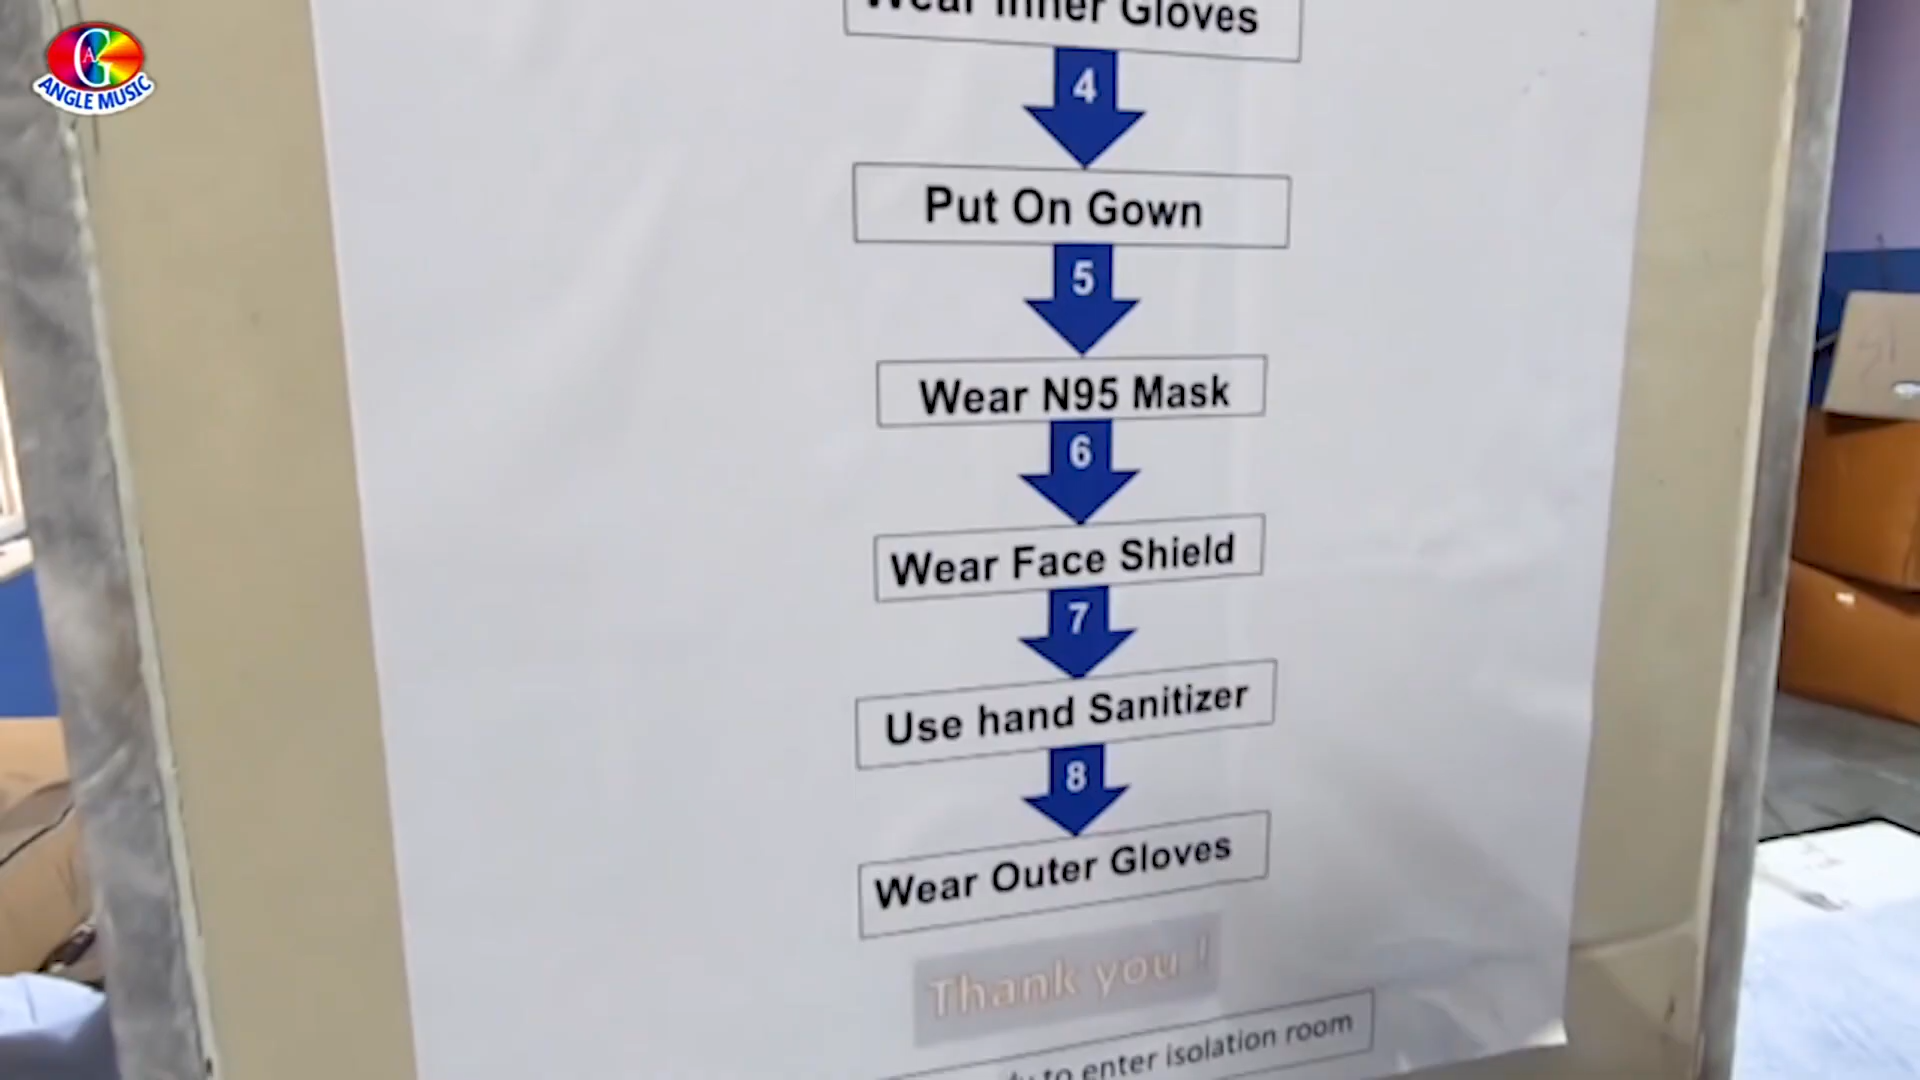 ANGLE MUSIC
Wear Inner Gloves
4
Put On Gown
5
Wear N95 Mask
6
Wear Face Shield
7
Use hand Sanitizer
8
Wear Outer Gloves
Thank you !
to enter isolation room